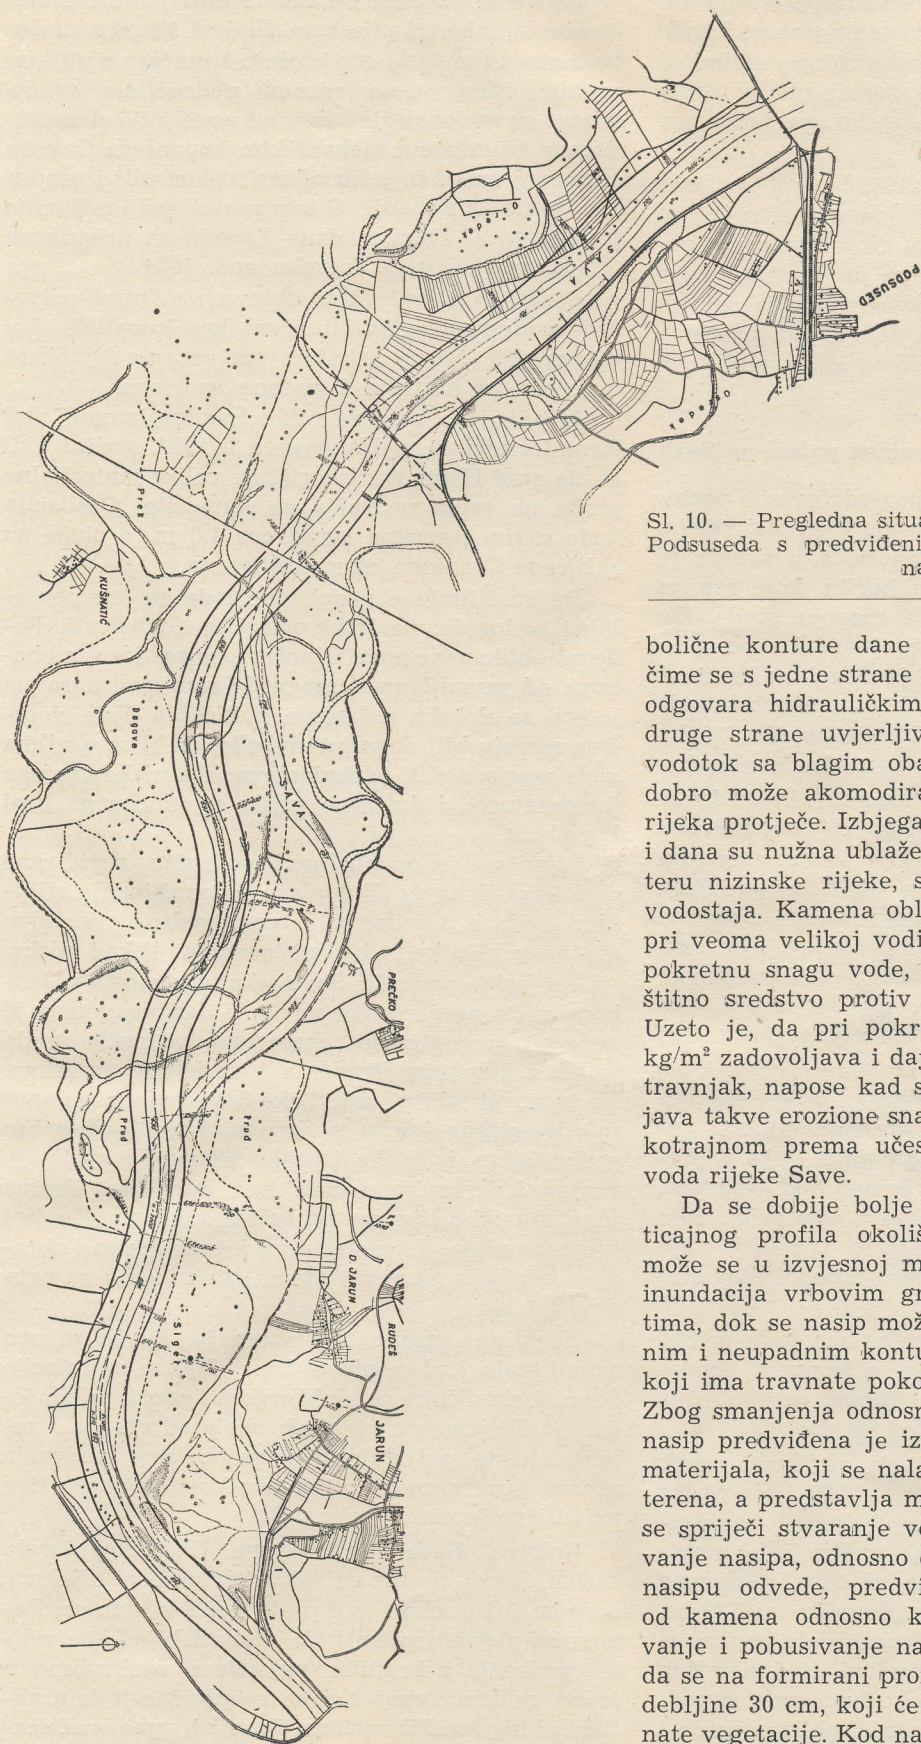 PODSUSED
SAVA
Otredek
Prek
KUŠNATIĆ
SAVA
PREČKO
Prud
Prud
Siget
D. JARUN
RUDEŠ
JARUN
Sl. 10. — Pregledna situa
Podsuseda s predviđeni
na
bolične konture dane
čime se s jedne strane
odgovara hidrauličkim
druge strane uvjerljiv
vodotok sa blagim oba
dobro može akomodira
rijeka protječe. Izbjega
i dana su nužna ublaže
teru nizinske rijeke, s
vodostaja. Kamena obl
pri veoma velikoj vodi
pokretnu snagu vode,
štitno sredstvo protiv
Uzeto je, da pri pokr
kg/m² zadovoljava i daj
travnjak, napose kad s
java takve erozione sna
kotrajnom prema učes
voda rijeke Save.
Da se dobije bolje
ticajnog profila okoliš
može se u izvjesnoj m
inundacija vrbovim gr
tima, dok se nasip mož
nim i neupadnim kontu
koji ima travnate poko
Zbog smanjenja odnosn
nasip predviđena je iz
materijala, koji se nala
terena, a predstavlja m
se spriječi stvaranje v
vanje nasipa, odnosno
nasipu odvede, predvi
od kamena odnosno k
vanje i pobusivanje na
da se na formirani pro
debljine 30 cm, koji će
nate vegetacije. Kod na